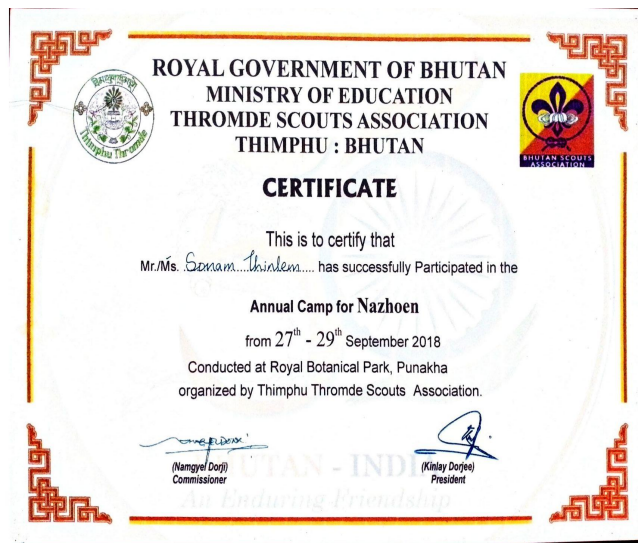 ROYAL GOVERNMENT OF BHUTAN
MINISTRY OF EDUCATION
THROMDE SCOUTS ASSOCIATION
THIMPHU : BHUTAN
Thimphu Thromde
BHUTAN SCOUTS
ASSOCIATION
CERTIFICATE
This is to certify that
Mr./Ms. Sonam Thinlem has successfully Participated in the
Annual Camp for Nazhoen
from 27th - 29th September 2018
Conducted at Royal Botanical Park, Punakha
organized by Thimphu Thromde Scouts Association.
(Namgyel Dorji)
Commissioner
(Kinlay Dorjee)
President
BHUTAN - INDIA
An Enduring Friendship